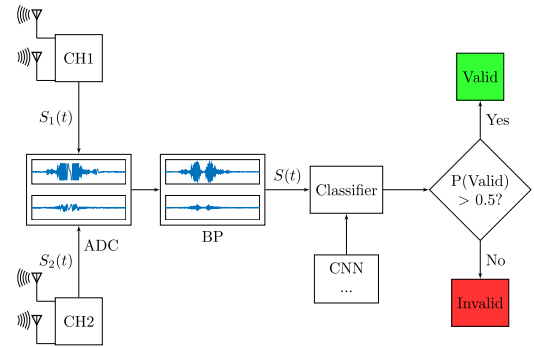 CH1
S₁(t)
ADC
S₂(t)
CH2
BP
S(t)
Classifier
CNN
...
P(Valid)
> 0.5?
Yes
Valid
No
Invalid